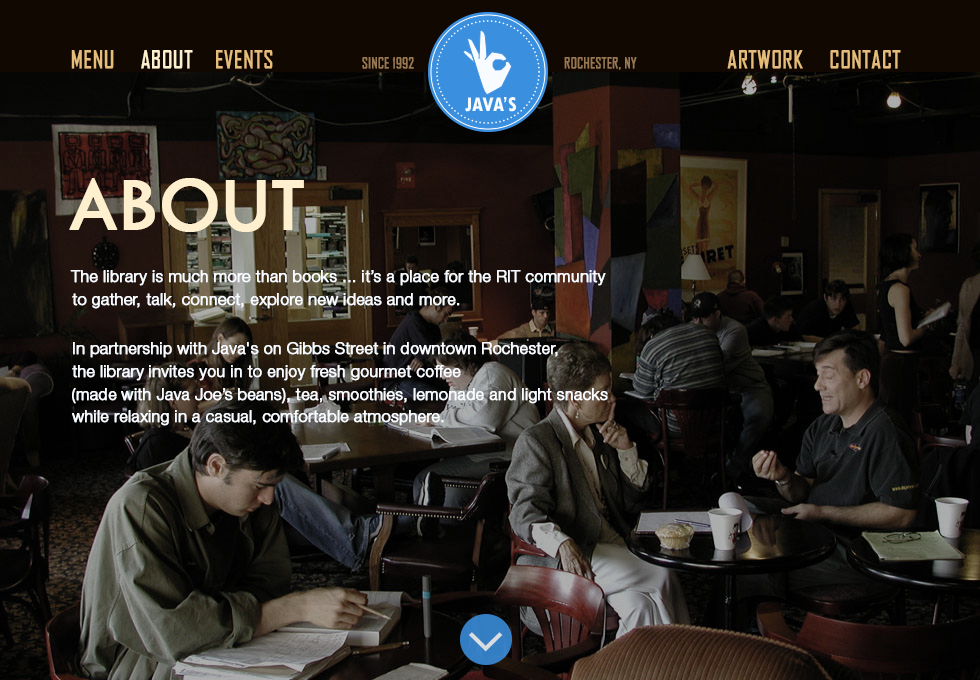 MENU ABOUT EVENTS SINCE 1992 JAVA'S ROCHESTER, NY ARTWORK CONTACT
ABOUT
The library is much more than books ... it's a place for the RIT community
to gather, talk, connect, explore new ideas and more.
In partnership with Java's on Gibbs Street in downtown Rochester,
the library invites you in to enjoy fresh gourmet coffee
(made with Java Joe's beans), tea, smoothies, lemonade and light snacks
while relaxing in a casual, comfortable atmosphere.